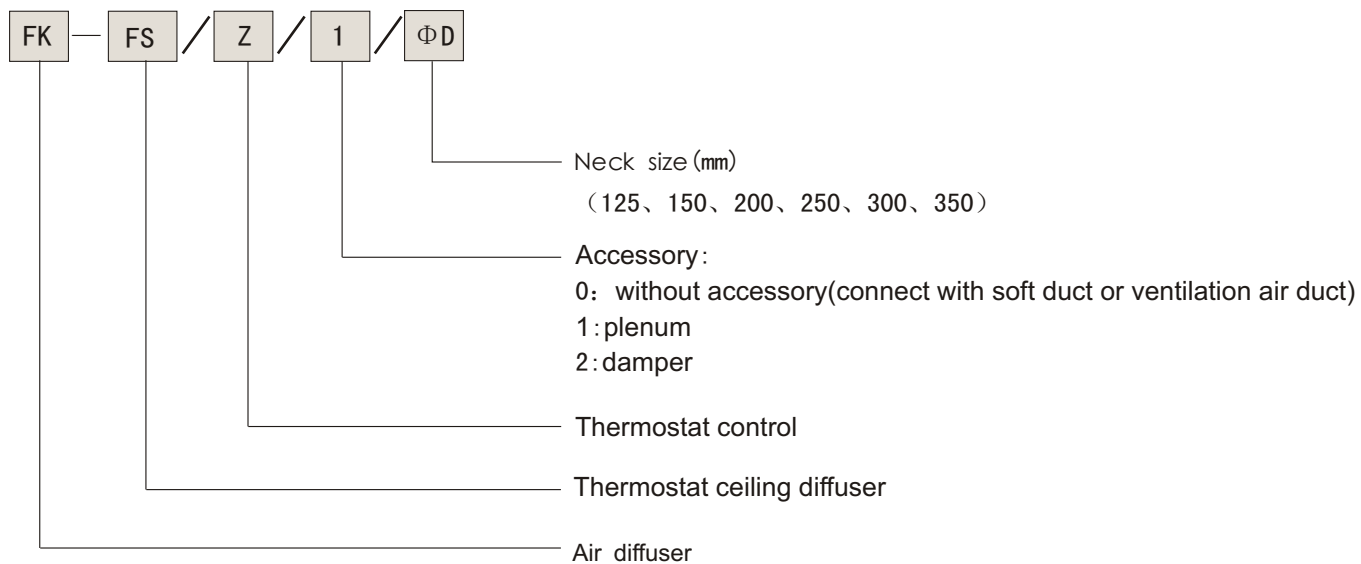 FK — FS / Z / 1 / ΦD
Neck size(mm)
（125、150、200、250、300、350）
Accessory:
0：without accessory(connect with soft duct or ventilation air duct)
1:plenum
2:damper
Thermostat control
Thermostat ceiling diffuser
Air diffuser